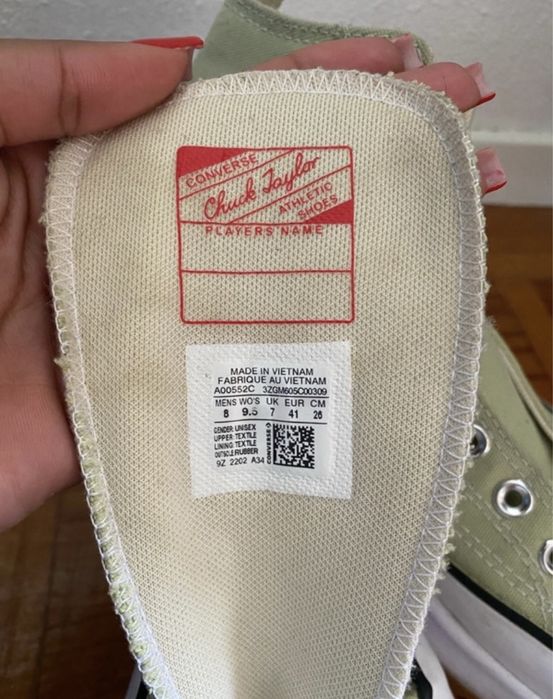 CONVERSE
Chuck Taylor
ATHLETIC
SHOES
PLAYERS NAME
MADE IN VIETNAM
FABRIQUE AU VIETNAM
A00552C 3ZGM605C00309
MENS WO'S UK EUR CM
8 9.5 7 41 26
GENDER: UNISEX
UPPER: TEXTILE
LINING: TEXTILE
OUTSOLE: RUBBER
9Z 2202 A34
CONVERSE